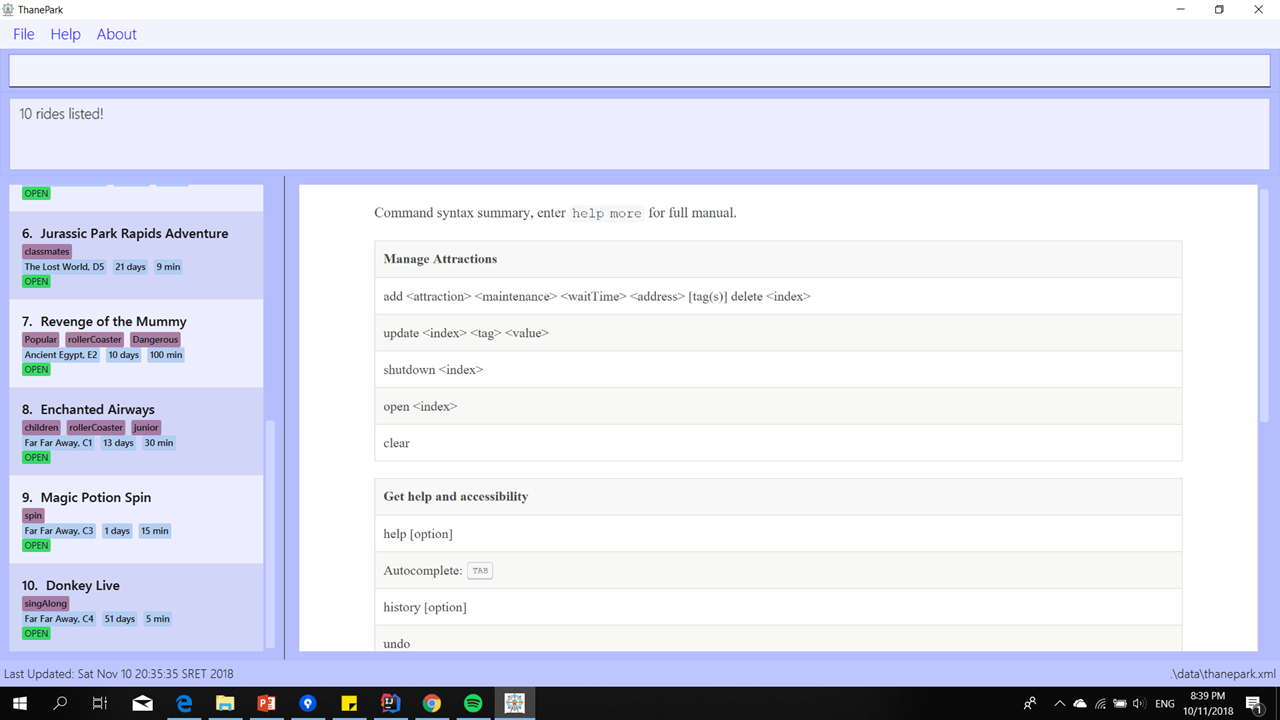 ThanePark
File Help About
10 rides listed!
OPEN
6. Jurassic Park Rapids Adventure
classmates
The Lost World, D5 21 days 9 min
OPEN
7. Revenge of the Mummy
Popular rollerCoaster Dangerous
Ancient Egypt, E2 10 days 100 min
OPEN
8. Enchanted Airways
children rollerCoaster junior
Far Far Away, C1 13 days 30 min
OPEN
9. Magic Potion Spin
spin
Far Far Away, C3 1 days 15 min
OPEN
10. Donkey Live
singAlong
Far Far Away, C4 51 days 5 min
OPEN
Command syntax summary, enter help more for full manual.
Manage Attractions
add <attraction> <maintenance> <waitTime> <address> [tag(s)] delete <index>
update <index> <tag> <value>
shutdown <index>
open <index>
clear
Get help and accessibility
help [option]
Autocomplete: TAB
history [option]
undo
Last Updated: Sat Nov 10 20:35:35 SRET 2018
.\data\thanepark.xml
ENG
8:39 PM
10/11/2018
1